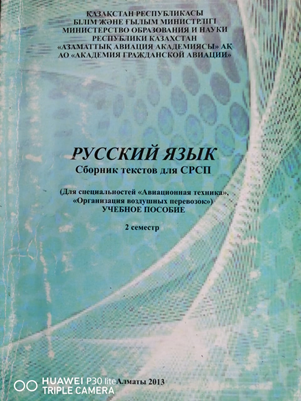 ҚАЗАҚСТАН РЕСПУБЛИКАСЫ
БІЛІМ ЖӘНЕ ҒЫЛЫМ МИНИСТРЛІГІ
МИНИСТЕРСТВО ОБРАЗОВАНИЯ И НАУКИ
РЕСПУБЛИКИ КАЗАХСТАН
«АЗАМАТТЫҚ АВИАЦИЯ АКАДЕМИЯСЫ» АҚ
АО «АКАДЕМИЯ ГРАЖДАНСКОЙ АВИАЦИИ»
РУССКИЙ ЯЗЫК
Сборник текстов для СРСП
(Для специальностей «Авиационная техника»,
«Организация воздушных перевозок»)
УЧЕБНОЕ ПОСОБИЕ
2 семестр
Алматы 2013
HUAWEI P30 lite
TRIPLE CAMERA